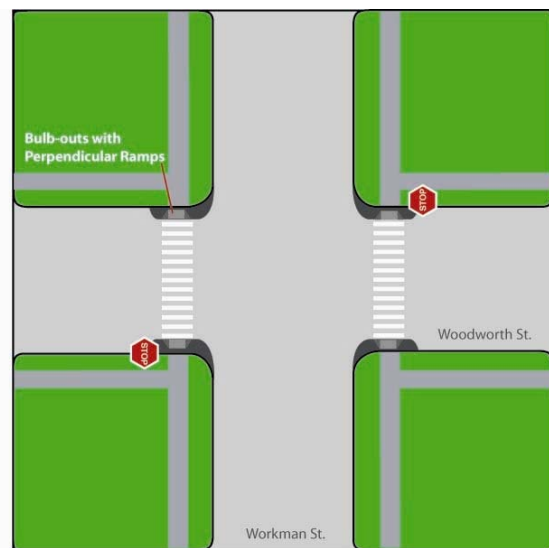 Bulb-outs with
Perpendicular Ramps
STOP
Woodworth St.
STOP
Workman St.